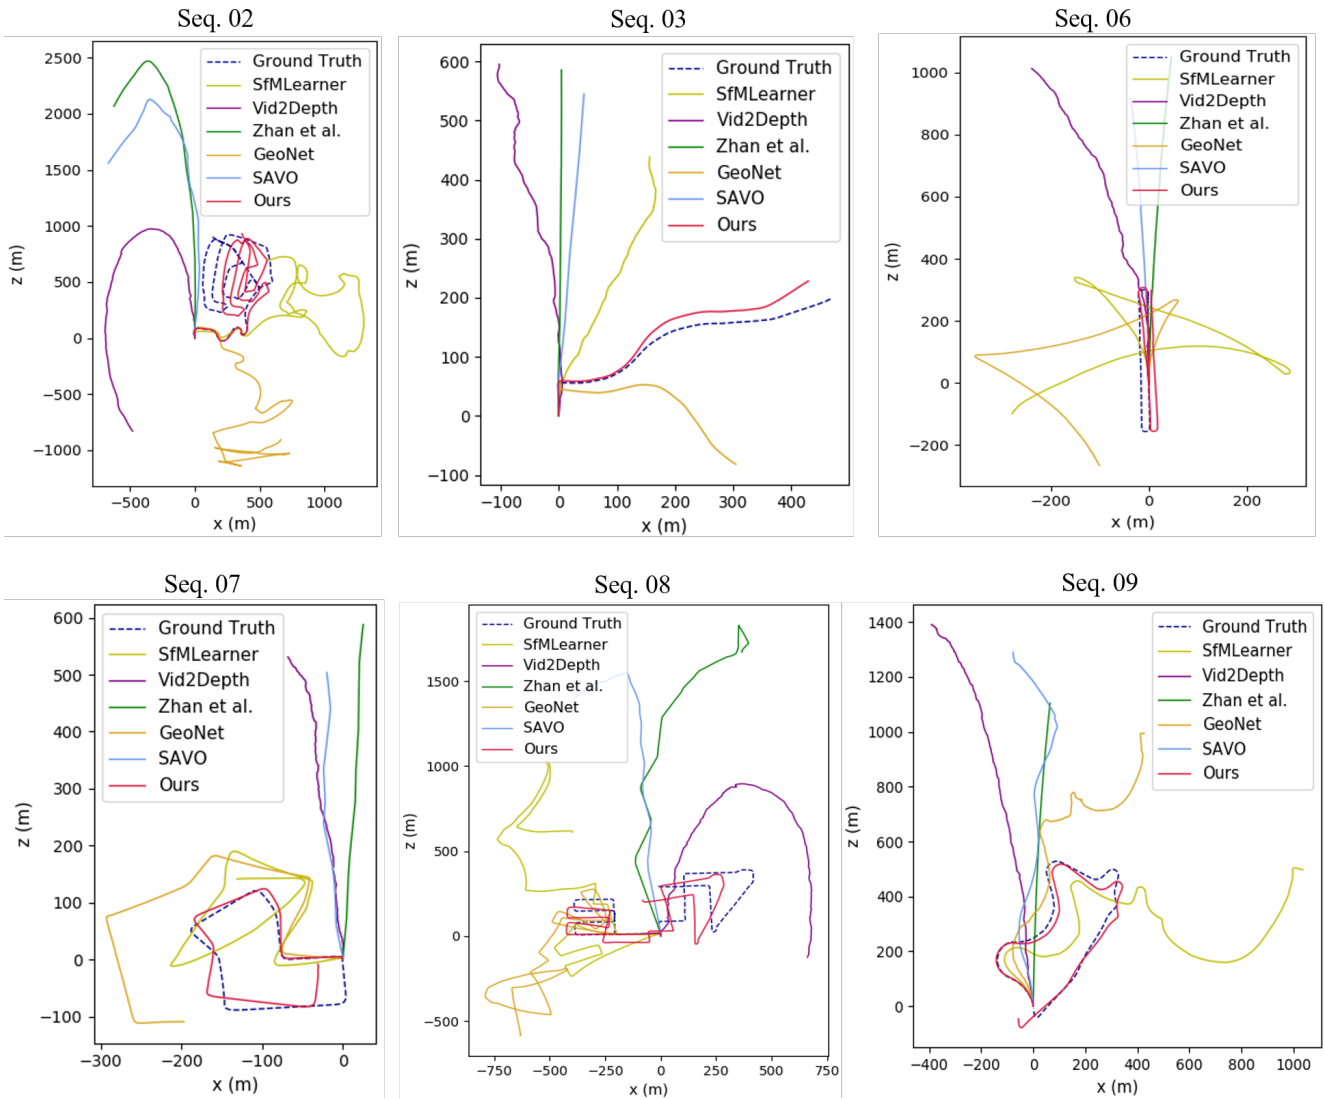 Seq. 02
2500
2000
1500
1000
500
0
−500
−1000
z (m)
−500 0 500 1000
x (m)
Ground Truth
SfMLearner
Vid2Depth
Zhan et al.
GeoNet
SAVO
Ours
Seq. 03
600
500
400
300
200
100
0
−100
z (m)
−100 0 100 200 300 400
x (m)
Ground Truth
SfMLearner
Vid2Depth
Zhan et al.
GeoNet
SAVO
Ours
Seq. 06
1000
800
600
400
200
0
−200
z (m)
−200 0 200
x (m)
Ground Truth
SfMLearner
Vid2Depth
Zhan et al.
GeoNet
SAVO
Ours
Seq. 07
600
500
400
300
200
100
0
−100
z (m)
−300 −200 −100 0
x (m)
Ground Truth
SfMLearner
Vid2Depth
Zhan et al.
GeoNet
SAVO
Ours
Seq. 08
1500
1000
500
0
−500
z (m)
−750 −500 −250 0 250 500 750
x (m)
Ground Truth
SfMLearner
Vid2Depth
Zhan et al.
GeoNet
SAVO
Ours
Seq. 09
1400
1200
1000
800
600
400
200
0
z (m)
−400 −200 0 200 400 600 800 1000
x (m)
Ground Truth
SfMLearner
Vid2Depth
Zhan et al.
GeoNet
SAVO
Ours